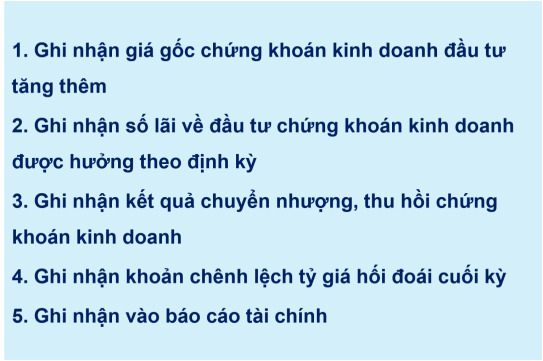 1. Ghi nhận giá gốc chứng khoán kinh doanh đầu tư
tăng thêm
2. Ghi nhận số lãi về đầu tư chứng khoán kinh doanh
được hưởng theo định kỳ
3. Ghi nhận kết quả chuyển nhượng, thu hồi chứng
khoán kinh doanh
4. Ghi nhận khoản chênh lệch tỷ giá hối đoái cuối kỳ
5. Ghi nhận vào báo cáo tài chính